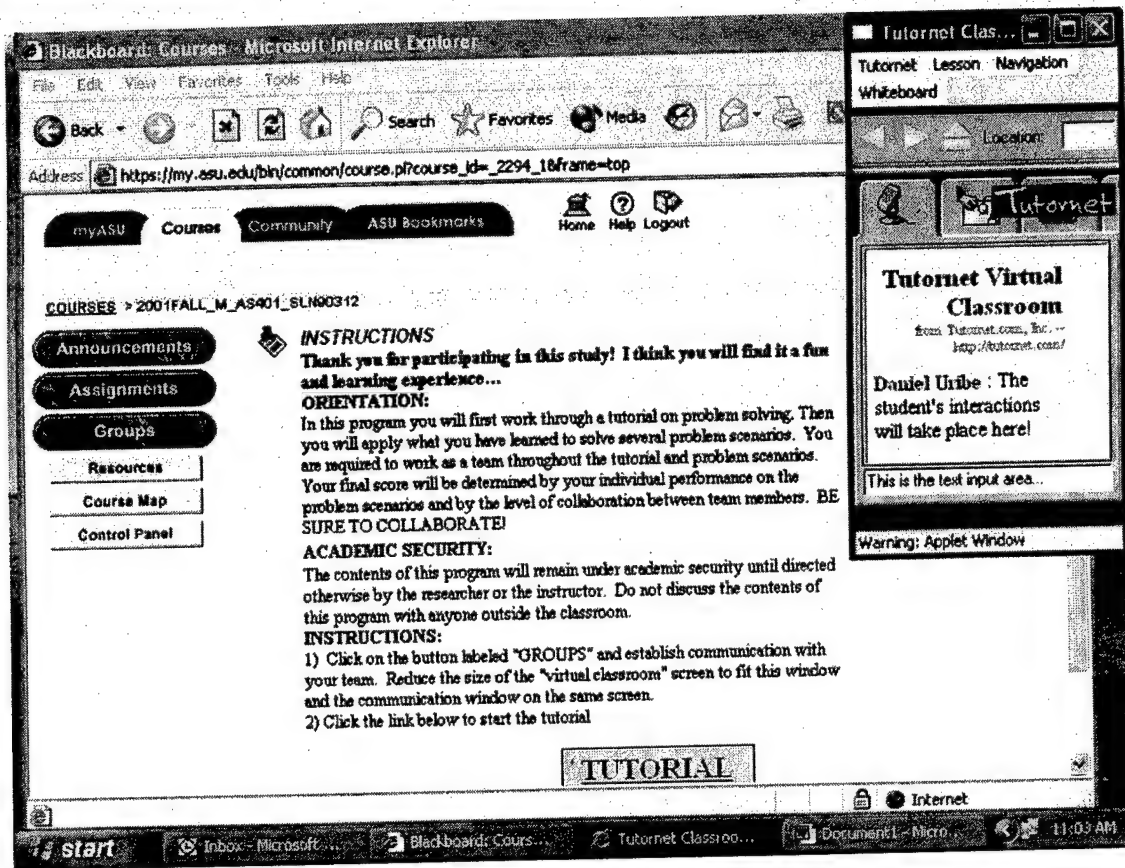 Blackboard: Courses - Microsoft Internet Explorer
File Edit View Favorites Tools Help
Back Search Favorites Media
Address https://my.asu.edu/bin/common/course.pl?course_id=_2294_1&frame=top
myASU Courses Community ASU Bookmarks Home Help Logout
COURSES > 2001FALL_M_AS401_SLN90312
Announcements
Assignments
Groups
Resources
Course Map
Control Panel
INSTRUCTIONS
Thank you for participating in this study! I think you will find it a fun
and learning experience...
ORIENTATION:
In this program you will first work through a tutorial on problem solving. Then
you will apply what you have learned to solve several problem scenarios. You
are required to work as a team throughout the tutorial and problem scenarios.
Your final score will be determined by your individual performance on the
problem scenarios and by the level of collaboration between team members. BE
SURE TO COLLABORATE!
ACADEMIC SECURITY:
The contents of this program will remain under academic security until directed
otherwise by the researcher or the instructor. Do not discuss the contents of
this program with anyone outside the classroom.
INSTRUCTIONS:
1) Click on the button labeled "GROUPS" and establish communication with
your team. Reduce the size of the "virtual classroom" screen to fit this window
and the communication window on the same screen.
2) Click the link below to start the tutorial
TUTORIAL
Tutornet Clas...
Tutornet Lesson Navigation
Whiteboard
Location:
Tutornet
Tutornet Virtual
Classroom
from Tutornet.com, Inc. --
http://tutornet.com/
Daniel Uribe : The
student's interactions
will take place here!
This is the text input area...
Warning: Applet Window
Internet
start Inbox - Microsoft ... Blackboard: Cours... Tutornet Classroo... Document1 - Micro... 11:03 AM